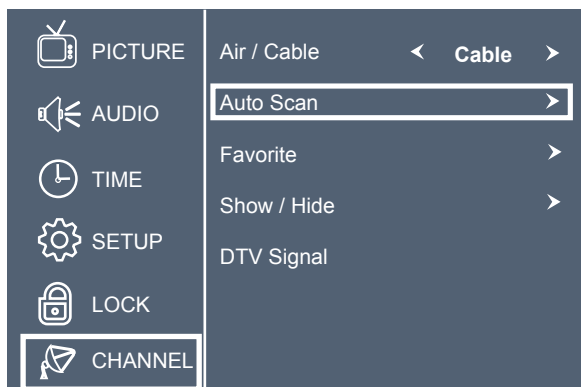 PICTURE
AUDIO
TIME
SETUP
LOCK
CHANNEL
Air / Cable Cable
Auto Scan
Favorite
Show / Hide
DTV Signal